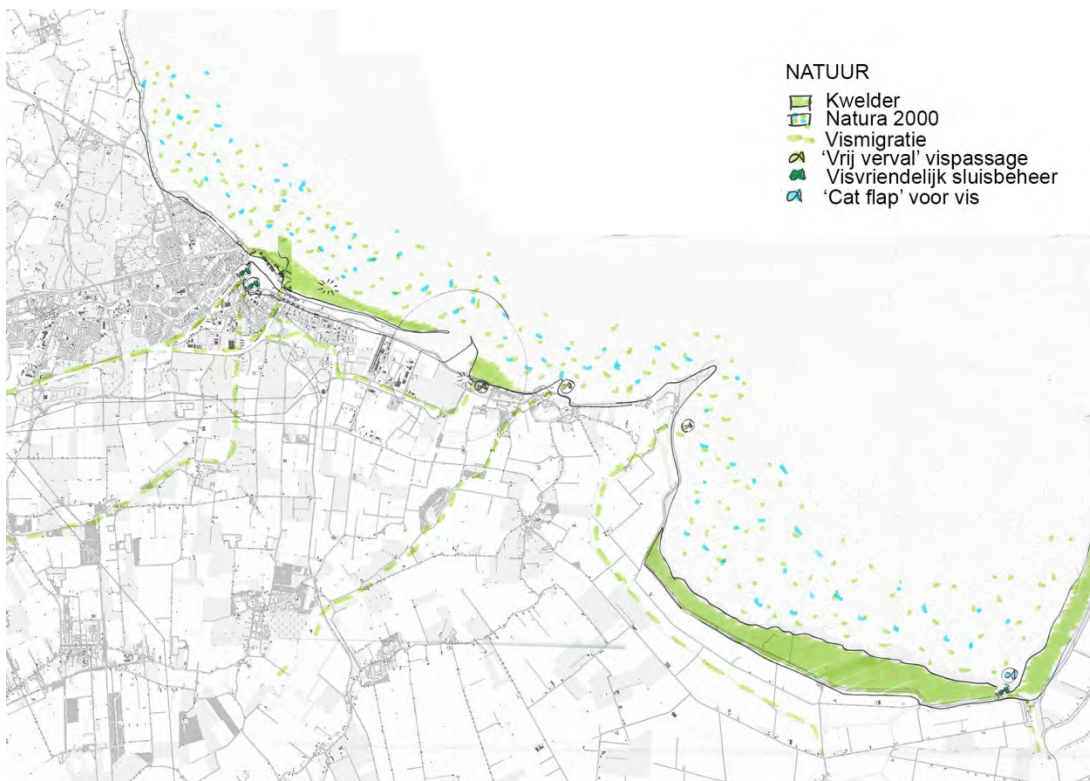 NATUUR
Kwelder
Natura 2000
Vismigratie
'Vrij verval' vispassage
Visvriendelijk sluisbeheer
'Cat flap' voor vis